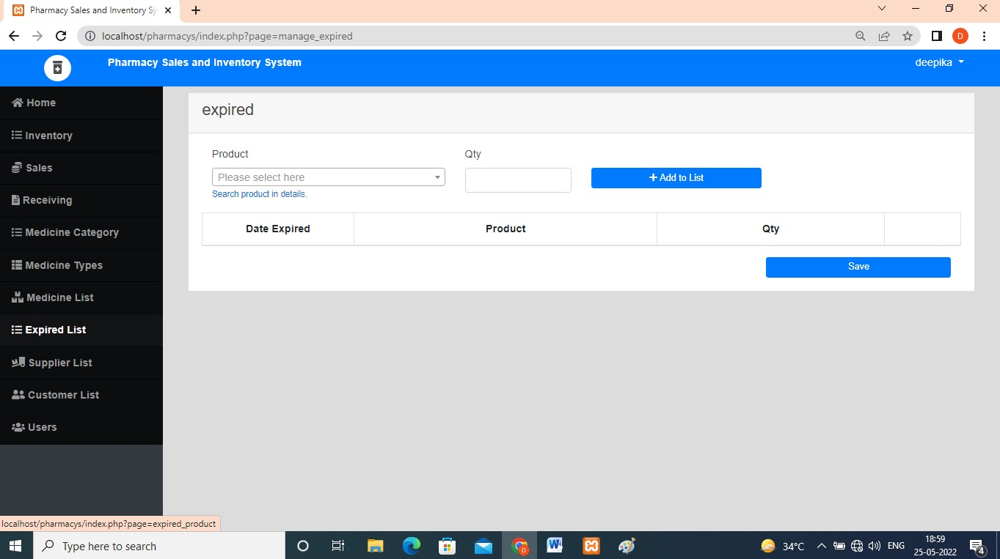 Pharmacy Sales and Inventory Sy
localhost/pharmacys/index.php?page=manage_expired
D
Pharmacy Sales and Inventory System
deepika
Home
Inventory
Sales
Receiving
Medicine Category
Medicine Types
Medicine List
Expired List
Supplier List
Customer List
Users
expired
Product
Qty
Please select here
+ Add to List
Search product in details.
Date Expired
Product
Qty
Save
localhost/pharmacys/index.php?page=expired_product
Type here to search
34°C
ENG
18:59
25-05-2022
4